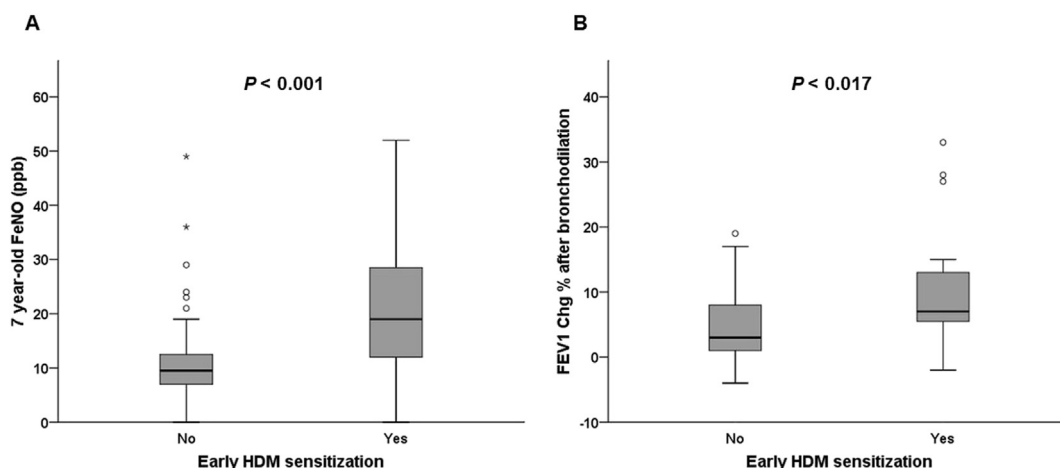 A
P < 0.001
7 year-old FeNO (ppb)
60
50
40
30
20
10
0
No
Yes
Early HDM sensitization
B
P < 0.017
FEV1 Chg % after bronchodilation
40
30
20
10
0
-10
No
Yes
Early HDM sensitization